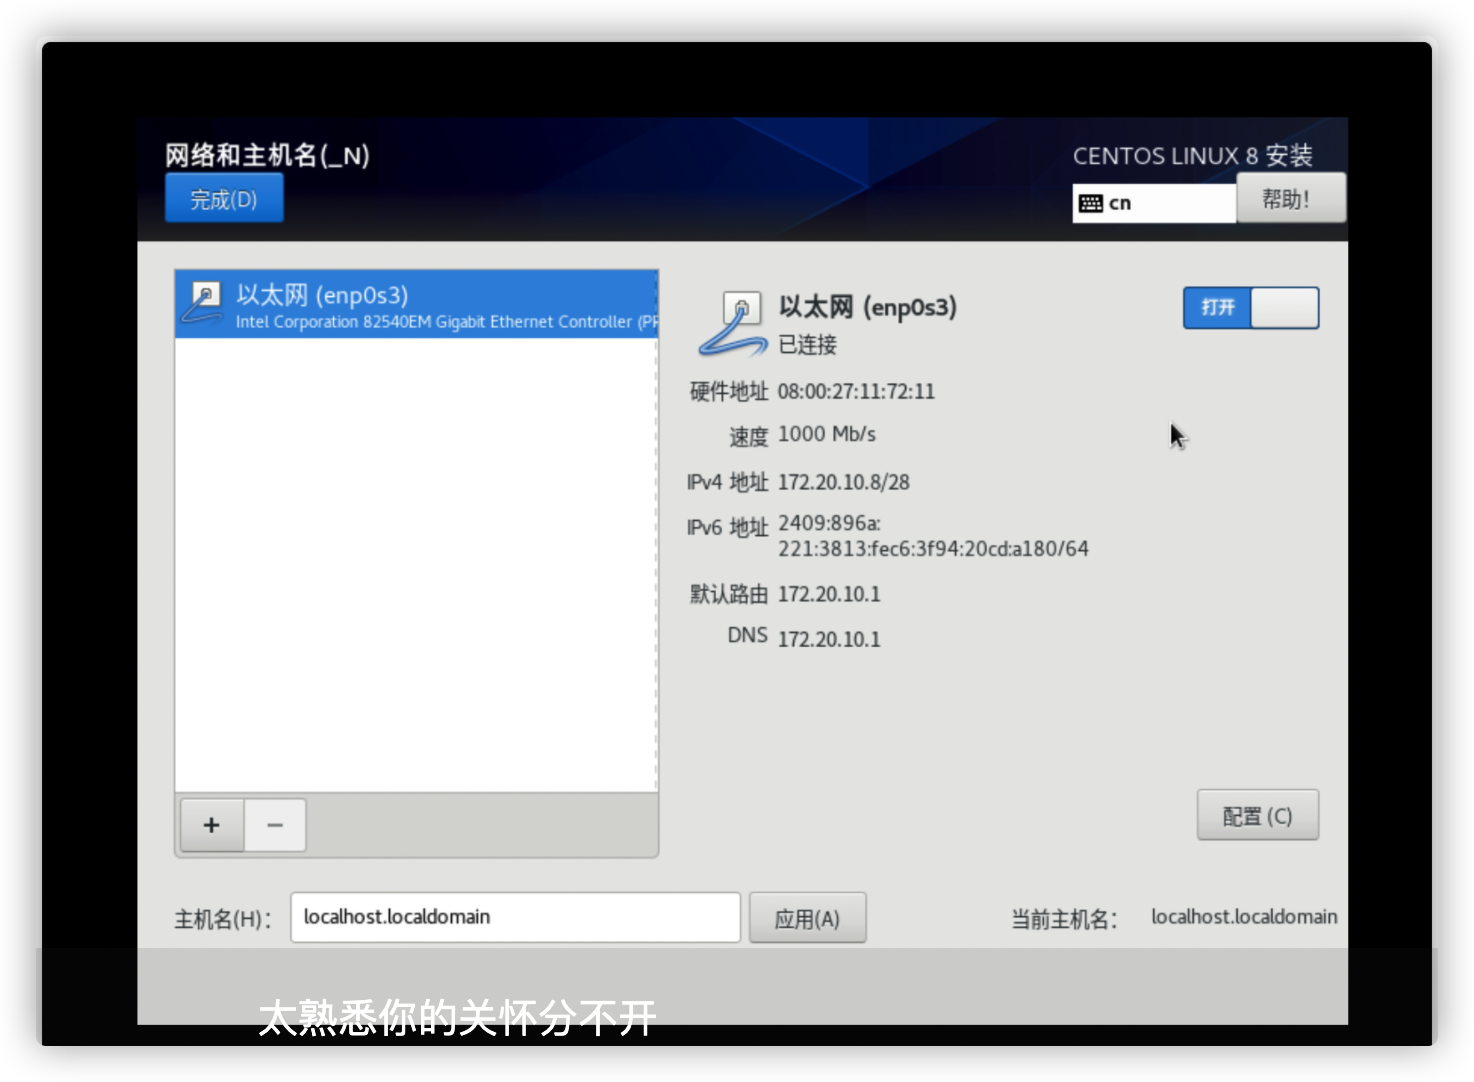 网络和主机名(_N)
CENTOS LINUX 8 安装
完成(D)
cn
帮助!
以太网 (enp0s3)
Intel Corporation 82540EM Gigabit Ethernet Controller
以太网 (enp0s3)
已连接
打开
硬件地址 08:00:27:11:72:11
速度 1000 Mb/s
IPv4 地址 172.20.10.8/28
IPv6 地址 2409:896a:
221:3813:fec6:3f94:20cd:a180/64
默认路由 172.20.10.1
DNS 172.20.10.1
+ −
配置 (C)
主机名(H)： localhost.localdomain 应用(A) 当前主机名： localhost.localdomain
太熟悉你的关怀分不开